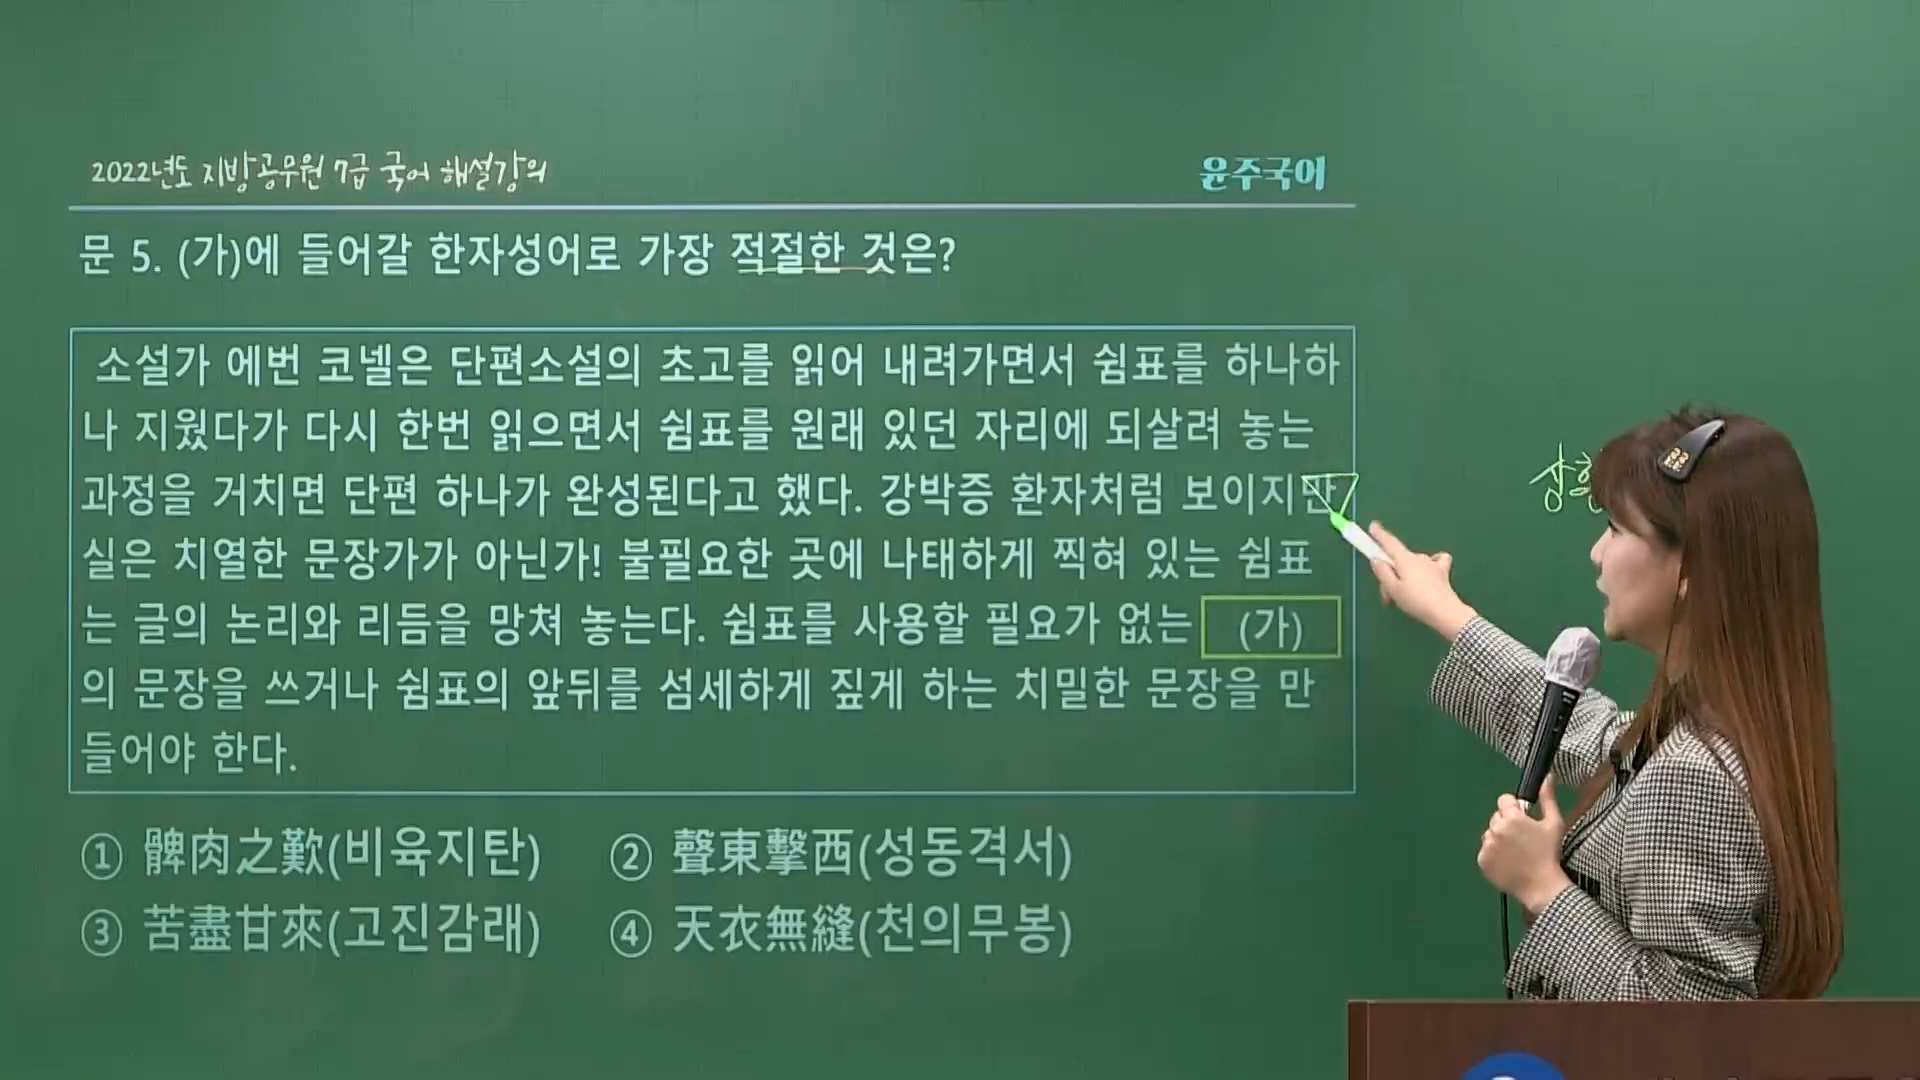 2022년도 지방공무원 7급 국어 해설강의
윤주국어
문 5. (가)에 들어갈 한자성어로 가장 적절한 것은?
소설가 에번 코넬은 단편소설의 초고를 읽어 내려가면서 쉼표를 하나하
나 지웠다가 다시 한번 읽으면서 쉼표를 원래 있던 자리에 되살려 놓는
과정을 거치면 단편 하나가 완성된다고 했다. 강박증 환자처럼 보이지만
실은 치열한 문장가가 아닌가! 불필요한 곳에 나태하게 찍혀 있는 쉼표
는 글의 논리와 리듬을 망쳐 놓는다. 쉼표를 사용할 필요가 없는 (가)
의 문장을 쓰거나 쉼표의 앞뒤를 섬세하게 짚게 하는 치밀한 문장을 만
들어야 한다.
① 髀肉之歎(비육지탄) ② 聲東擊西(성동격서)
③ 苦盡甘來(고진감래) ④ 天衣無縫(천의무봉)